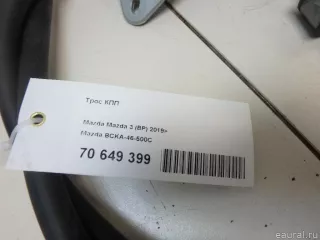 Трос КПП
Mazda Mazda 3 (BP) 2019>
Mazda BCKA-46-500C
70 649 399
© eaural.ru